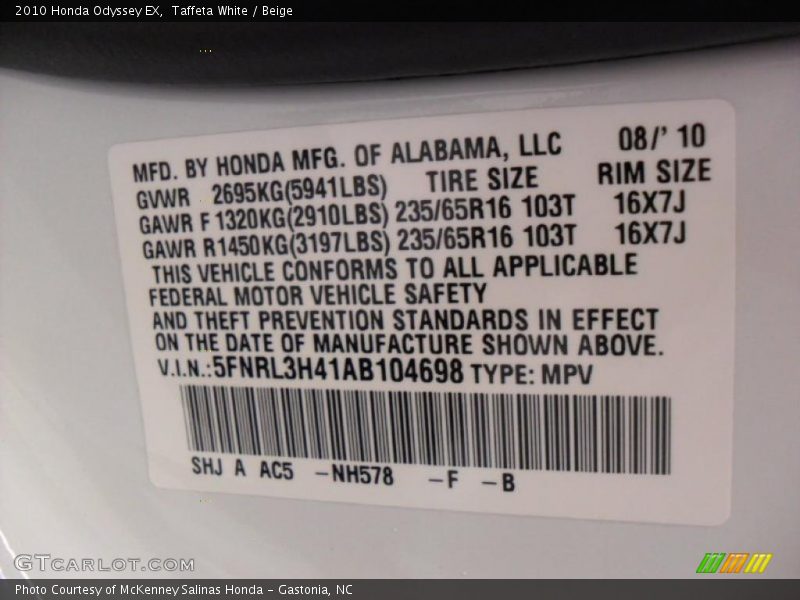 2010 Honda Odyssey EX, Taffeta White / Beige
MFD. BY HONDA MFG. OF ALABAMA, LLC 08/' 10
GVWR 2695KG(5941LBS) TIRE SIZE RIM SIZE
GAWR F 1320KG(2910LBS) 235/65R16 103T 16X7J
GAWR R1450KG(3197LBS) 235/65R16 103T 16X7J
THIS VEHICLE CONFORMS TO ALL APPLICABLE
FEDERAL MOTOR VEHICLE SAFETY
AND THEFT PREVENTION STANDARDS IN EFFECT
ON THE DATE OF MANUFACTURE SHOWN ABOVE.
V.I.N.:5FNRL3H41AB104698 TYPE: MPV
SHJ A AC5 -NH578 -F -B
GTCARLOT.COM
Photo Courtesy of McKenney Salinas Honda - Gastonia, NC